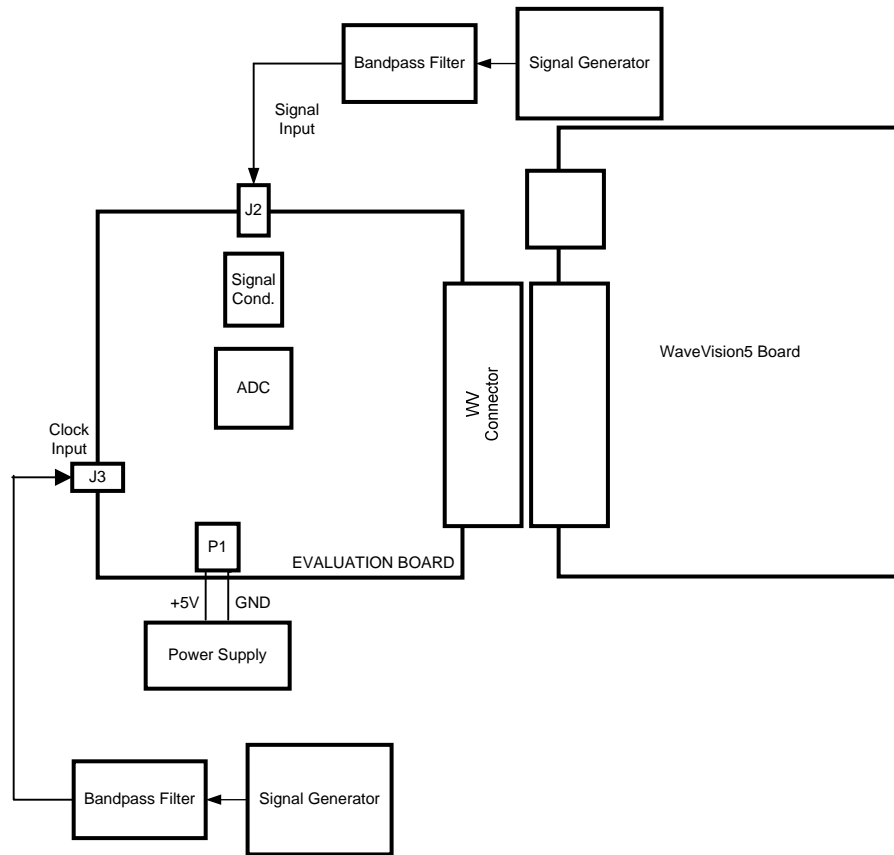 Bandpass Filter
Signal Generator
Signal
Input
J2
Signal
Cond.
WaveVision5 Board
ADC
WV
Connector
Clock
Input
J3
P1
EVALUATION BOARD
+5V
GND
Power Supply
Bandpass Filter
Signal Generator